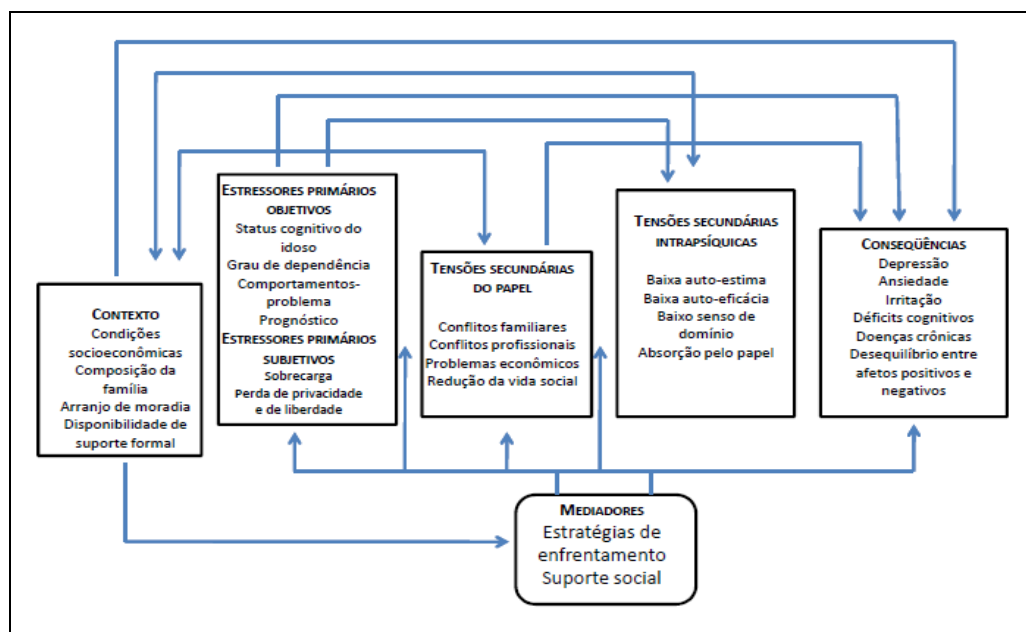 CONTEXTO
Condições
socioeconômicas
Composição da
família
Arranjo de moradia
Disponibilidade de
suporte formal
ESTRESSORES PRIMÁRIOS
OBJETIVOS
Status cognitivo do
idoso
Grau de dependência
Comportamentos-
problema
Prognóstico
ESTRESSORES PRIMÁRIOS
SUBJETIVOS
Sobrecarga
Perda de privacidade
e de liberdade
TENSÕES SECUNDÁRIAS
DO PAPEL
Conflitos familiares
Conflitos profissionais
Problemas econômicos
Redução da vida social
TENSÕES SECUNDÁRIAS
INTRAPSÍQUICAS
Baixa auto-estima
Baixa auto-eficácia
Baixo senso de
domínio
Absorção pelo papel
CONSEQÜÊNCIAS
Depressão
Ansiedade
Irritação
Déficits cognitivos
Doenças crônicas
Desequilíbrio entre
afetos positivos e
negativos
MEDIADORES
Estratégias de
enfrentamento
Suporte social